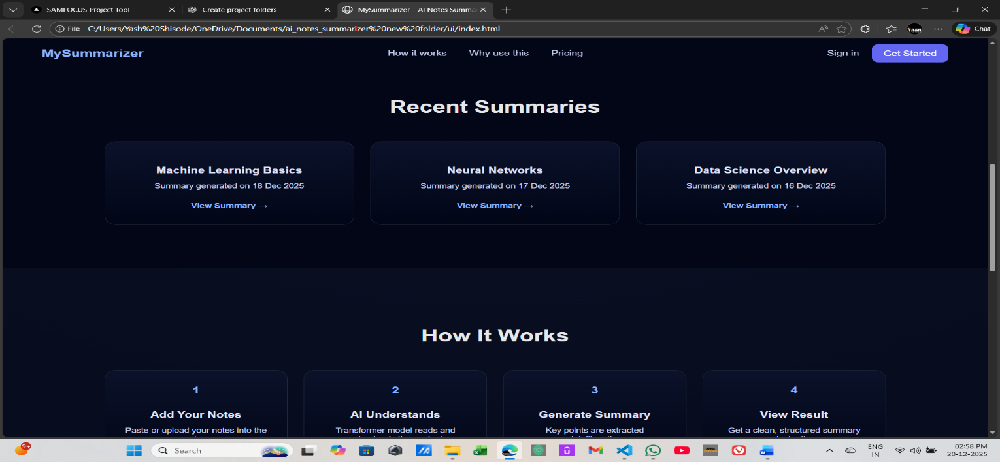 SAMFOCUS Project Tool
Create project folders
MySummarizer – AI Notes Summa
File C:/Users/Yash%20Shisode/OneDrive/Documents/ai_notes_summarizer%20new%20folder/ui/index.html
YASH
Chat
MySummarizer
How it works
Why use this
Pricing
Sign in
Get Started
Recent Summaries
Machine Learning Basics
Summary generated on 18 Dec 2025
View Summary →
Neural Networks
Summary generated on 17 Dec 2025
View Summary →
Data Science Overview
Summary generated on 16 Dec 2025
View Summary →
How It Works
1
Add Your Notes
Paste or upload your notes into the
2
AI Understands
Transformer model reads and
3
Generate Summary
Key points are extracted
4
View Result
Get a clean, structured summary
9+
Search
ENG
IN
02:58 PM
20-12-2025